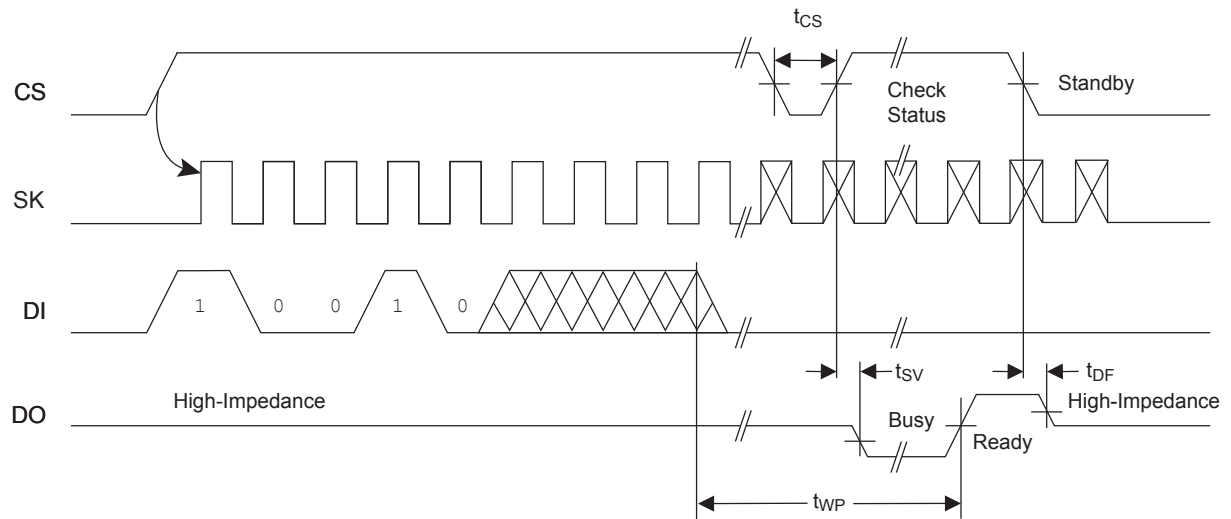 tCS
CS
Check
Status
Standby
SK
DI
1 0 0 1 0
tSV
tDF
High-Impedance
DO
Busy
Ready
High-Impedance
tWP